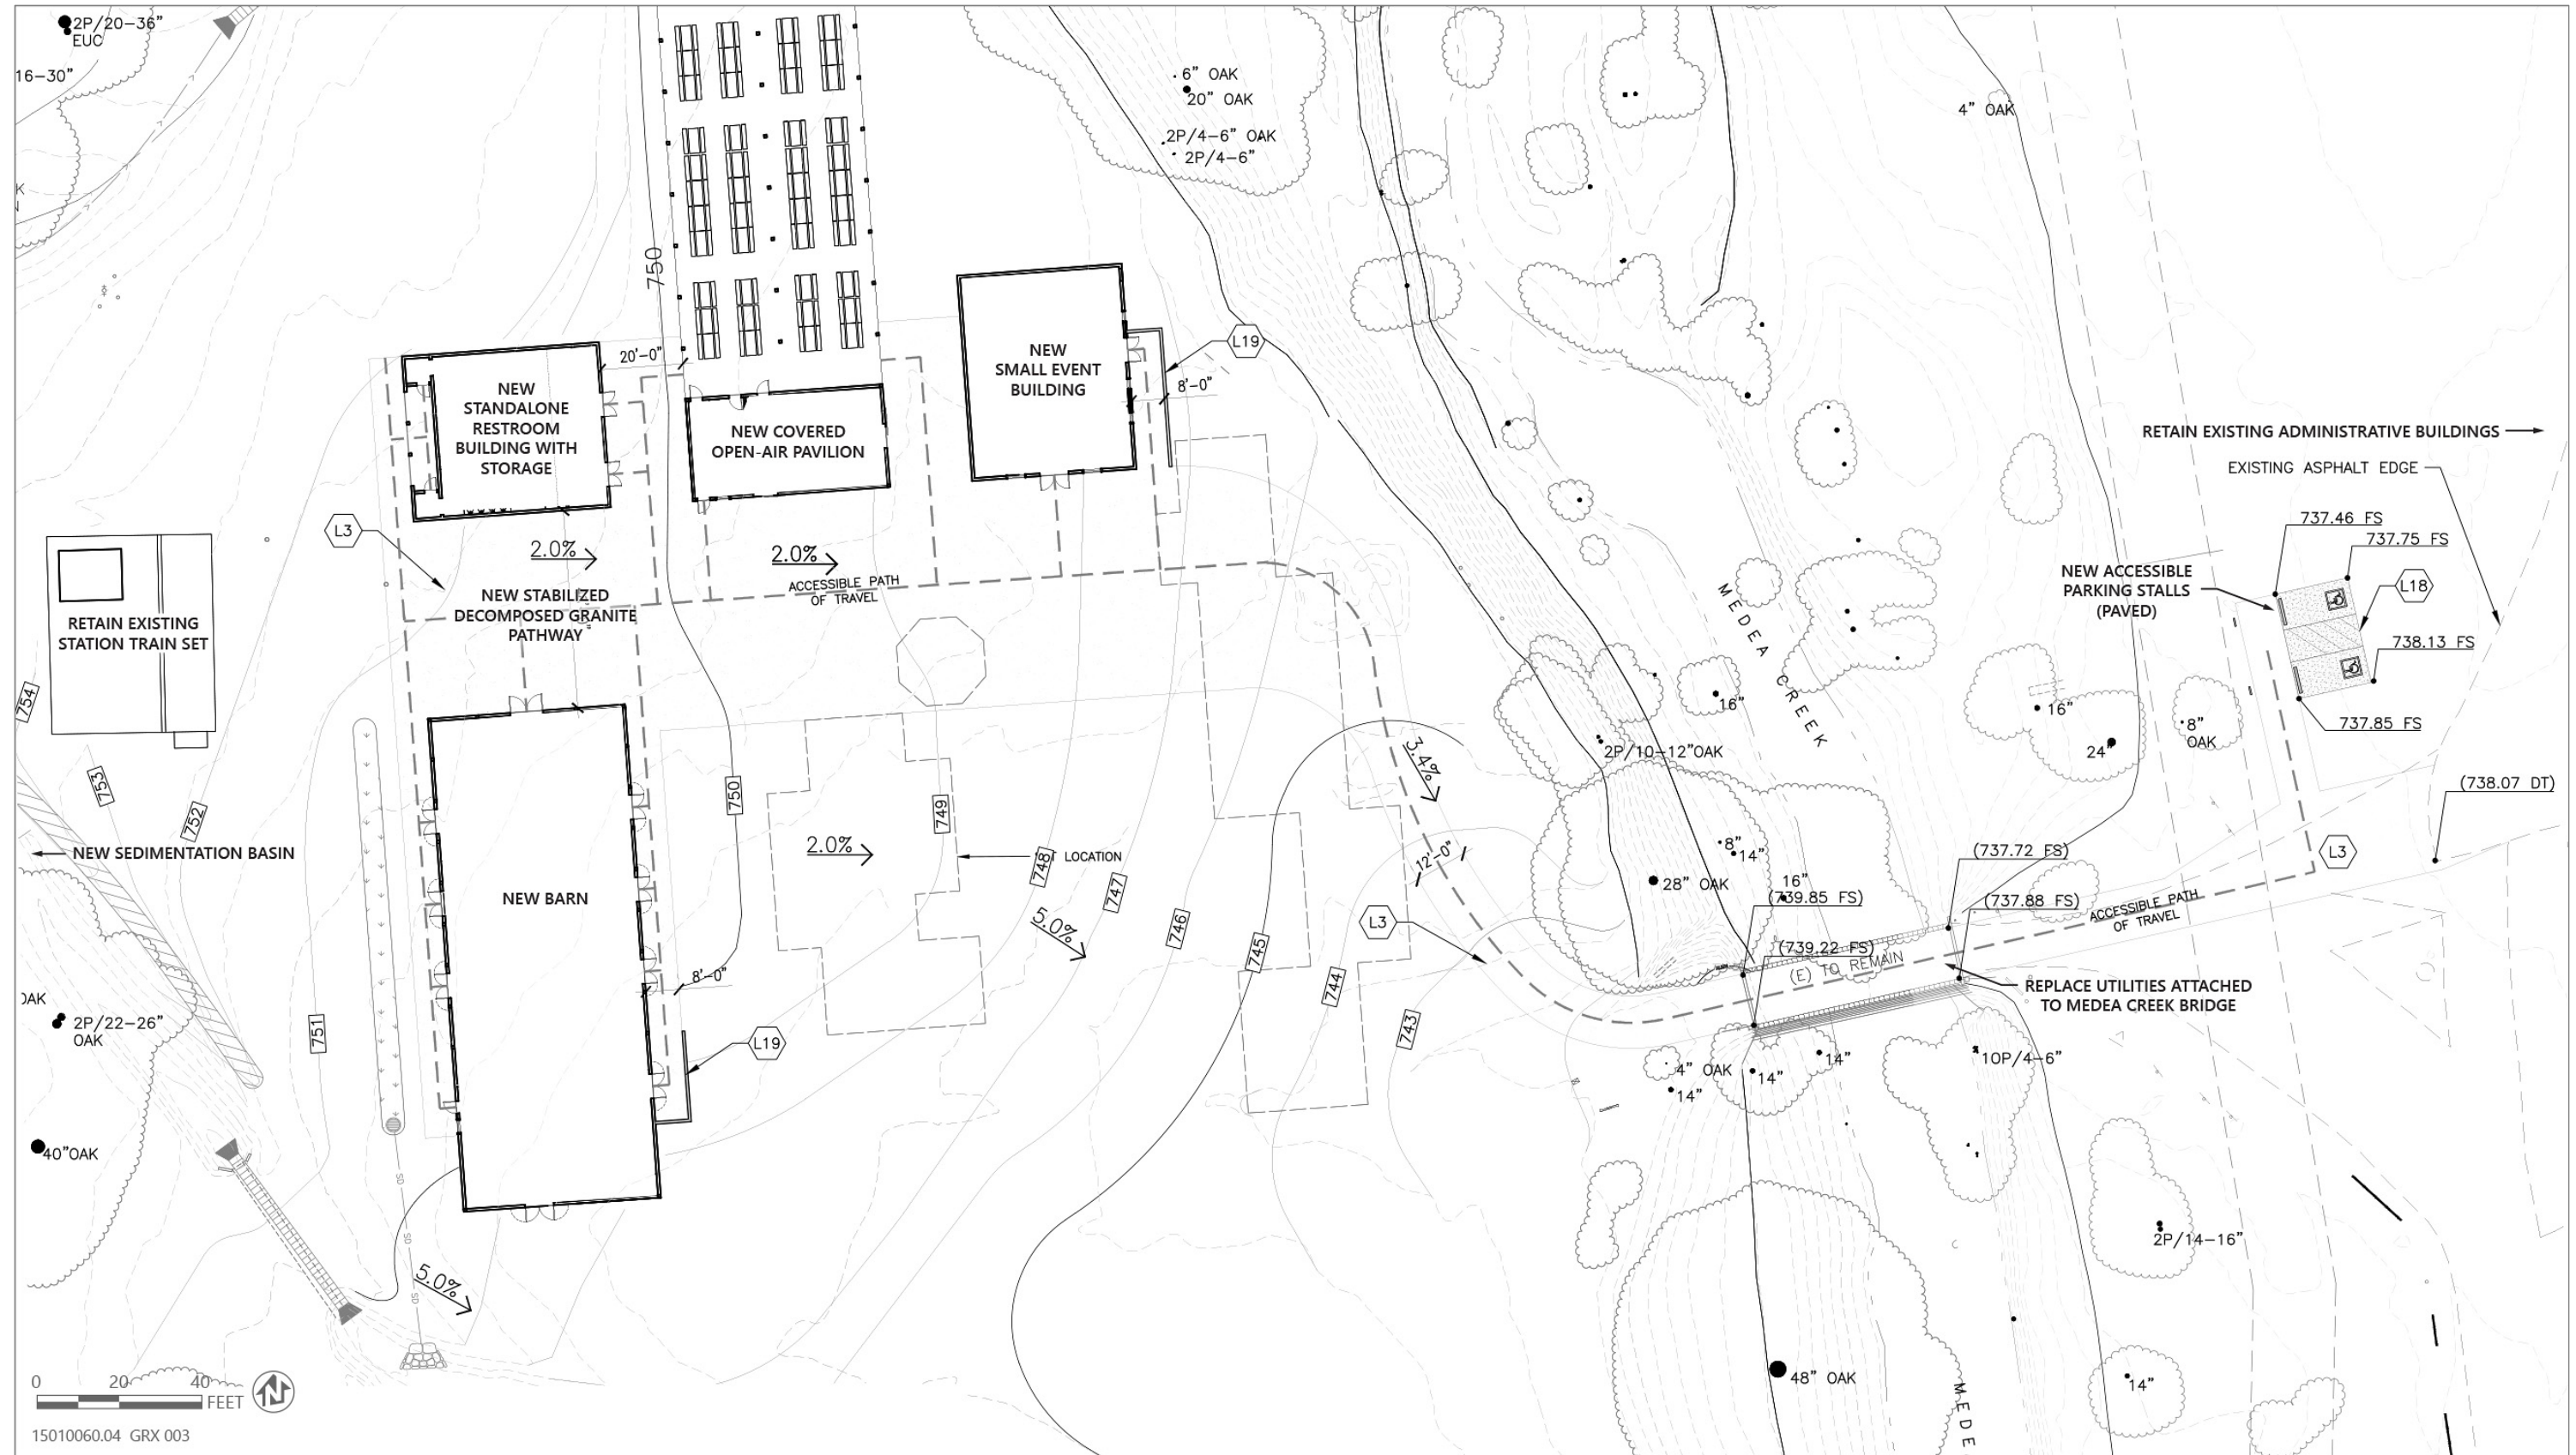 2P/20-36"
EUC
16-30"
6" OAK
20" OAK
2P/4-6" OAK
2P/4-6"
4" OAK
750
20'-0"
L19
8'-0"
NEW
SMALL EVENT
BUILDING
NEW
STANDALONE
RESTROOM
BUILDING WITH
STORAGE
NEW COVERED
OPEN-AIR PAVILION
RETAIN EXISTING ADMINISTRATIVE BUILDINGS
EXISTING ASPHALT EDGE
737.46 FS
737.75 FS
L3
2.0%
2.0%
ACCESSIBLE PATH
OF TRAVEL
NEW STABILIZED
DECOMPOSED GRANITE
PATHWAY
RETAIN EXISTING
STATION TRAIN SET
NEW ACCESSIBLE
PARKING STALLS
(PAVED)
L18
738.13 FS
737.85 FS
MEDEA CREEK
16"
16"
24"
8"
OAK
2P/10-12"OAK
3.4%
754
753
752
750
749
(738.07 DT)
2.0%
NEW SEDIMENTATION BASIN
748
LOCATION
747
12'-0"
8"
14"
28" OAK
16"
(739.85 FS)
(737.72 FS)
(737.88 FS)
L3
NEW BARN
5.0%
746
745
744
743
L3
(739.22 FS)
(E) TO REMAIN
ACCESSIBLE PATH
OF TRAVEL
REPLACE UTILITIES ATTACHED
TO MEDEA CREEK BRIDGE
8'-0"
OAK
2P/22-26"
OAK
751
L19
4" OAK
14"
14"
14"
10P/4-6"
40"OAK
SD
SD
SD
5.0%
2P/14-16"
48" OAK
14"
MEDE
0 20 40
FEET
N
15010060.04 GRX 003